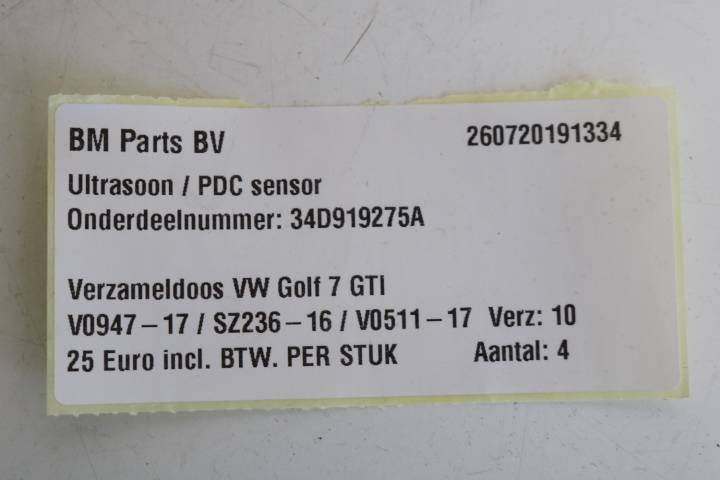 BM Parts BV 260720191334
Ultrasoon / PDC sensor
Onderdeelnummer: 34D919275A
Verzameldoos VW Golf 7 GTI
V0947-17 / SZ236-16 / V0511-17 Verz: 10
25 Euro incl. BTW. PER STUK Aantal: 4